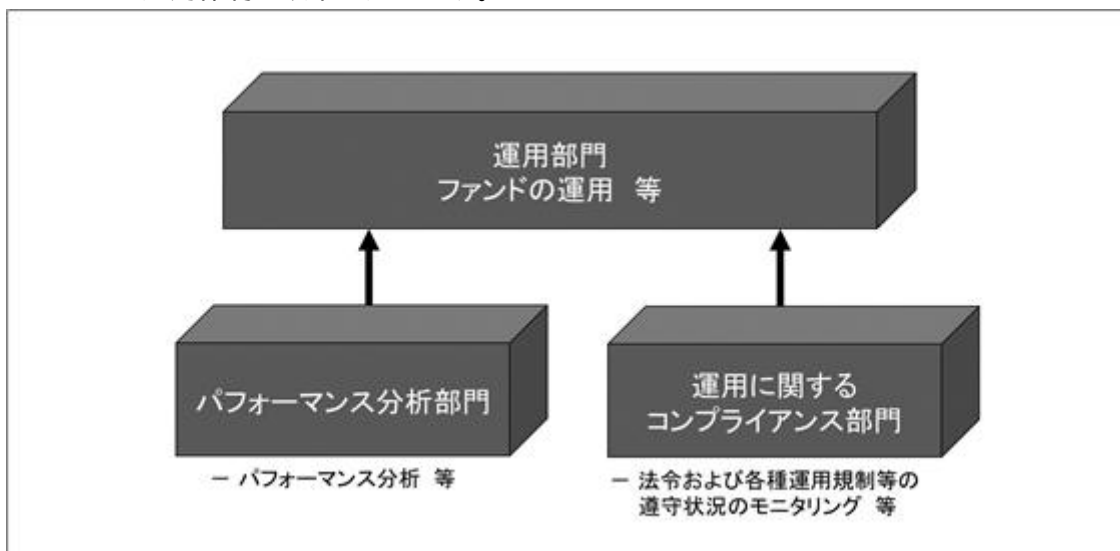 運用部門
ファンドの運用 等
パフォーマンス分析部門
運用に関する
コンプライアンス部門
－ パフォーマンス分析 等
－ 法令および各種運用規制等の
遵守状況のモニタリング 等